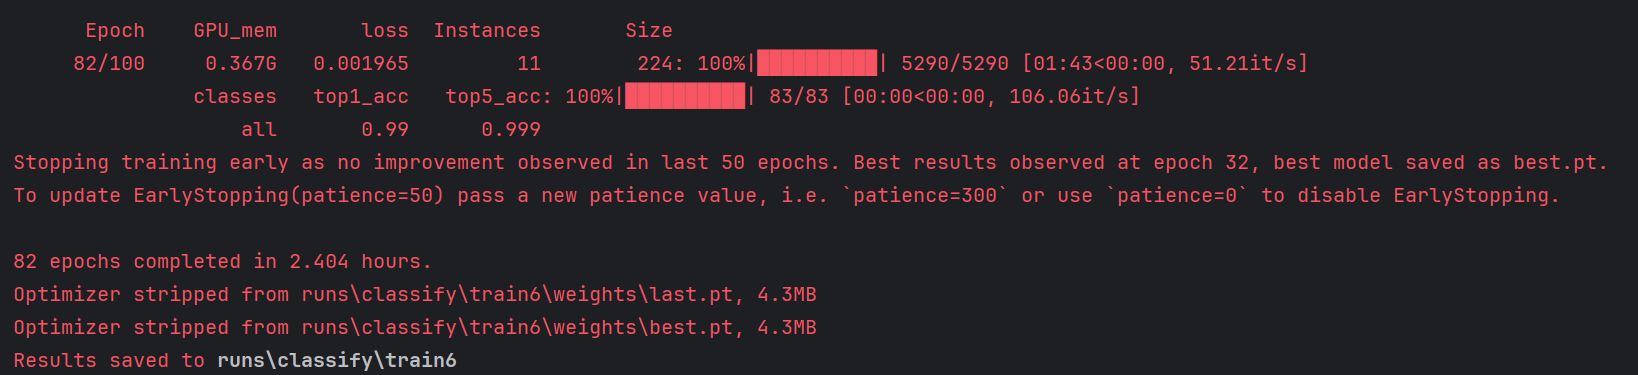 Epoch GPU_mem loss Instances Size
82/100 0.367G 0.001965 11 224: 100%|██████████| 5290/5290 [01:43<00:00, 51.21it/s]
classes top1_acc top5_acc: 100%|██████████| 83/83 [00:00<00:00, 106.06it/s]
all 0.99 0.999
Stopping training early as no improvement observed in last 50 epochs. Best results observed at epoch 32, best model saved as best.pt.
To update EarlyStopping(patience=50) pass a new patience value, i.e. `patience=300` or use `patience=0` to disable EarlyStopping.
82 epochs completed in 2.404 hours.
Optimizer stripped from runs\classify\train6\weights\last.pt, 4.3MB
Optimizer stripped from runs\classify\train6\weights\best.pt, 4.3MB
Results saved to runs\classify\train6